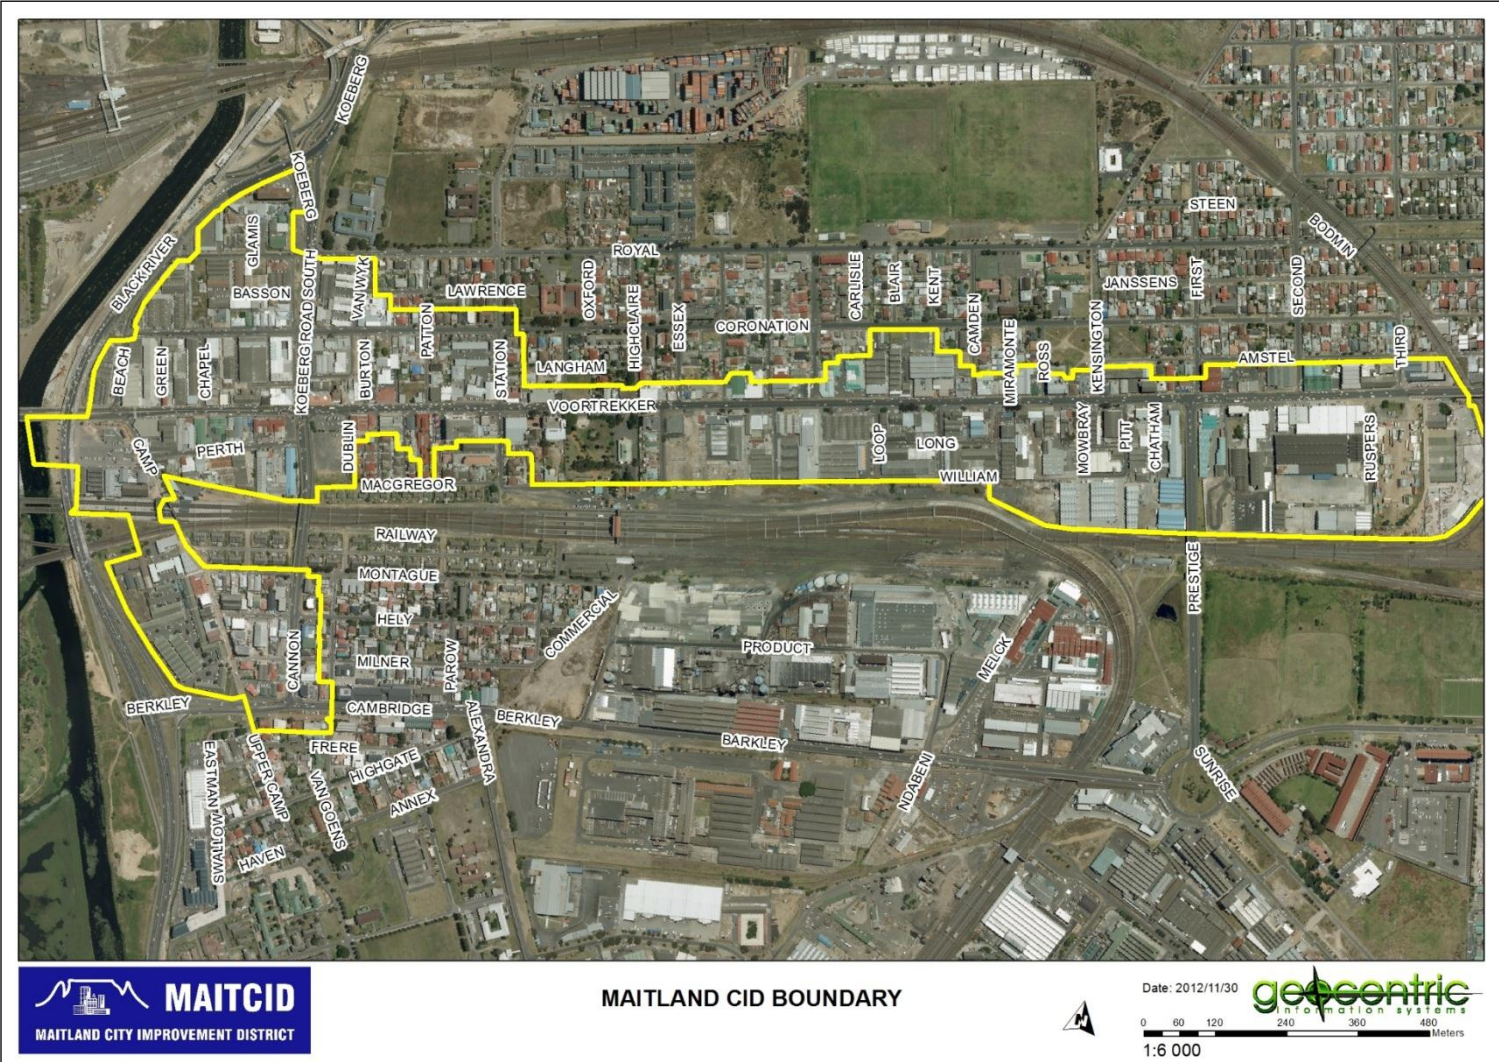 KOEBERG
KOEBERG
STEEN
GLAMIS
BLACKRIVER
ROYAL
BODMIN
KOEBERG ROAD SOUTH
VAN WYK
BASSON
LAWRENCE
OXFORD
HIGHCLAIRE
ESSEX
CARLISLE
BLAIR
KENT
JANSSENS
FIRST
SECOND
CORONATION
CAMDEN
MIRAMONTE
ROSS
KENSINGTON
AMSTEL
THIRD
BEACH
GREEN
CHAPEL
BURTON
PATTON
STATION
LANGHAM
VOORTREKKER
CAMP
PERTH
DUBLIN
LOOP
LONG
MOWBRAY
PITT
CHATHAM
RUSPERS
MACGREGOR
WILLIAM
RAILWAY
MONTAGUE
PRESTIGE
HELY
COMMERCIAL
CANNON
MILNER
PAROW
PRODUCT
MELCK
BERKLEY
CAMBRIDGE
ALEXANDRA
BERKLEY
BARKLEY
EASTMAN MOLLOWS
UPPER CAMP
FRERE
HIGHGATE
VAN GOENS
ANNEX
NDABENI
SUNRISE
HAVEN
MAITCID
MAITLAND CITY IMPROVEMENT DISTRICT
MAITLAND CID BOUNDARY
N
Date: 2012/11/30
geocentric
information systems
0 60 120 240 360 480
Meters
1:6 000